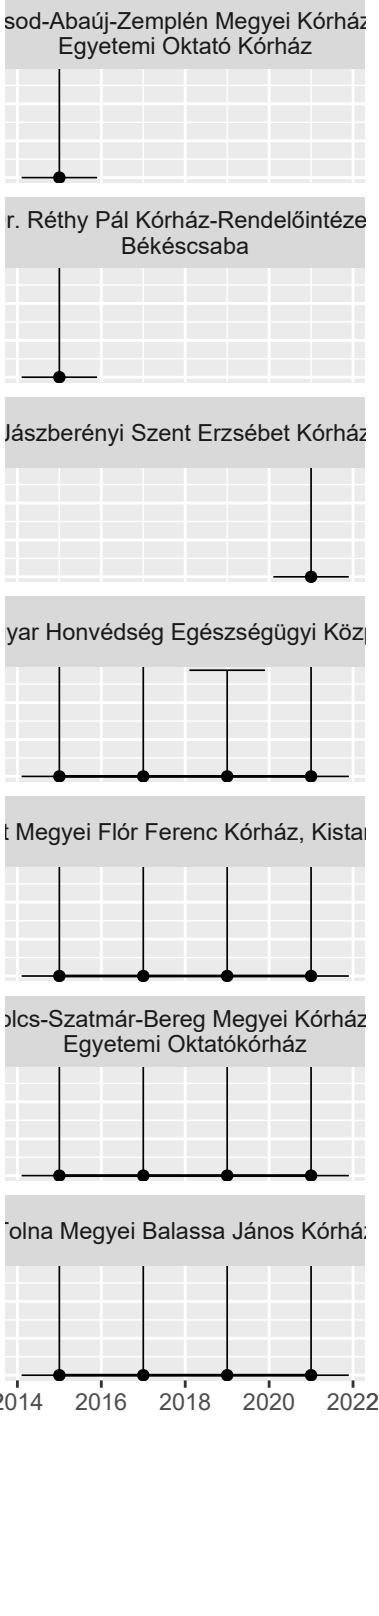 sod-Abaúj-Zemplén Megyei Kórház
Egyetemi Oktató Kórház
r. Réthy Pál Kórház-Rendelőintéze
Békéscsaba
Jászberényi Szent Erzsébet Kórház
yar Honvédség Egészségügyi Közp
t Megyei Flór Ferenc Kórház, Kistar
olcs-Szatmár-Bereg Megyei Kórház
Egyetemi Oktatókórház
Tolna Megyei Balassa János Kórház
2014 2016 2018 2020 2022